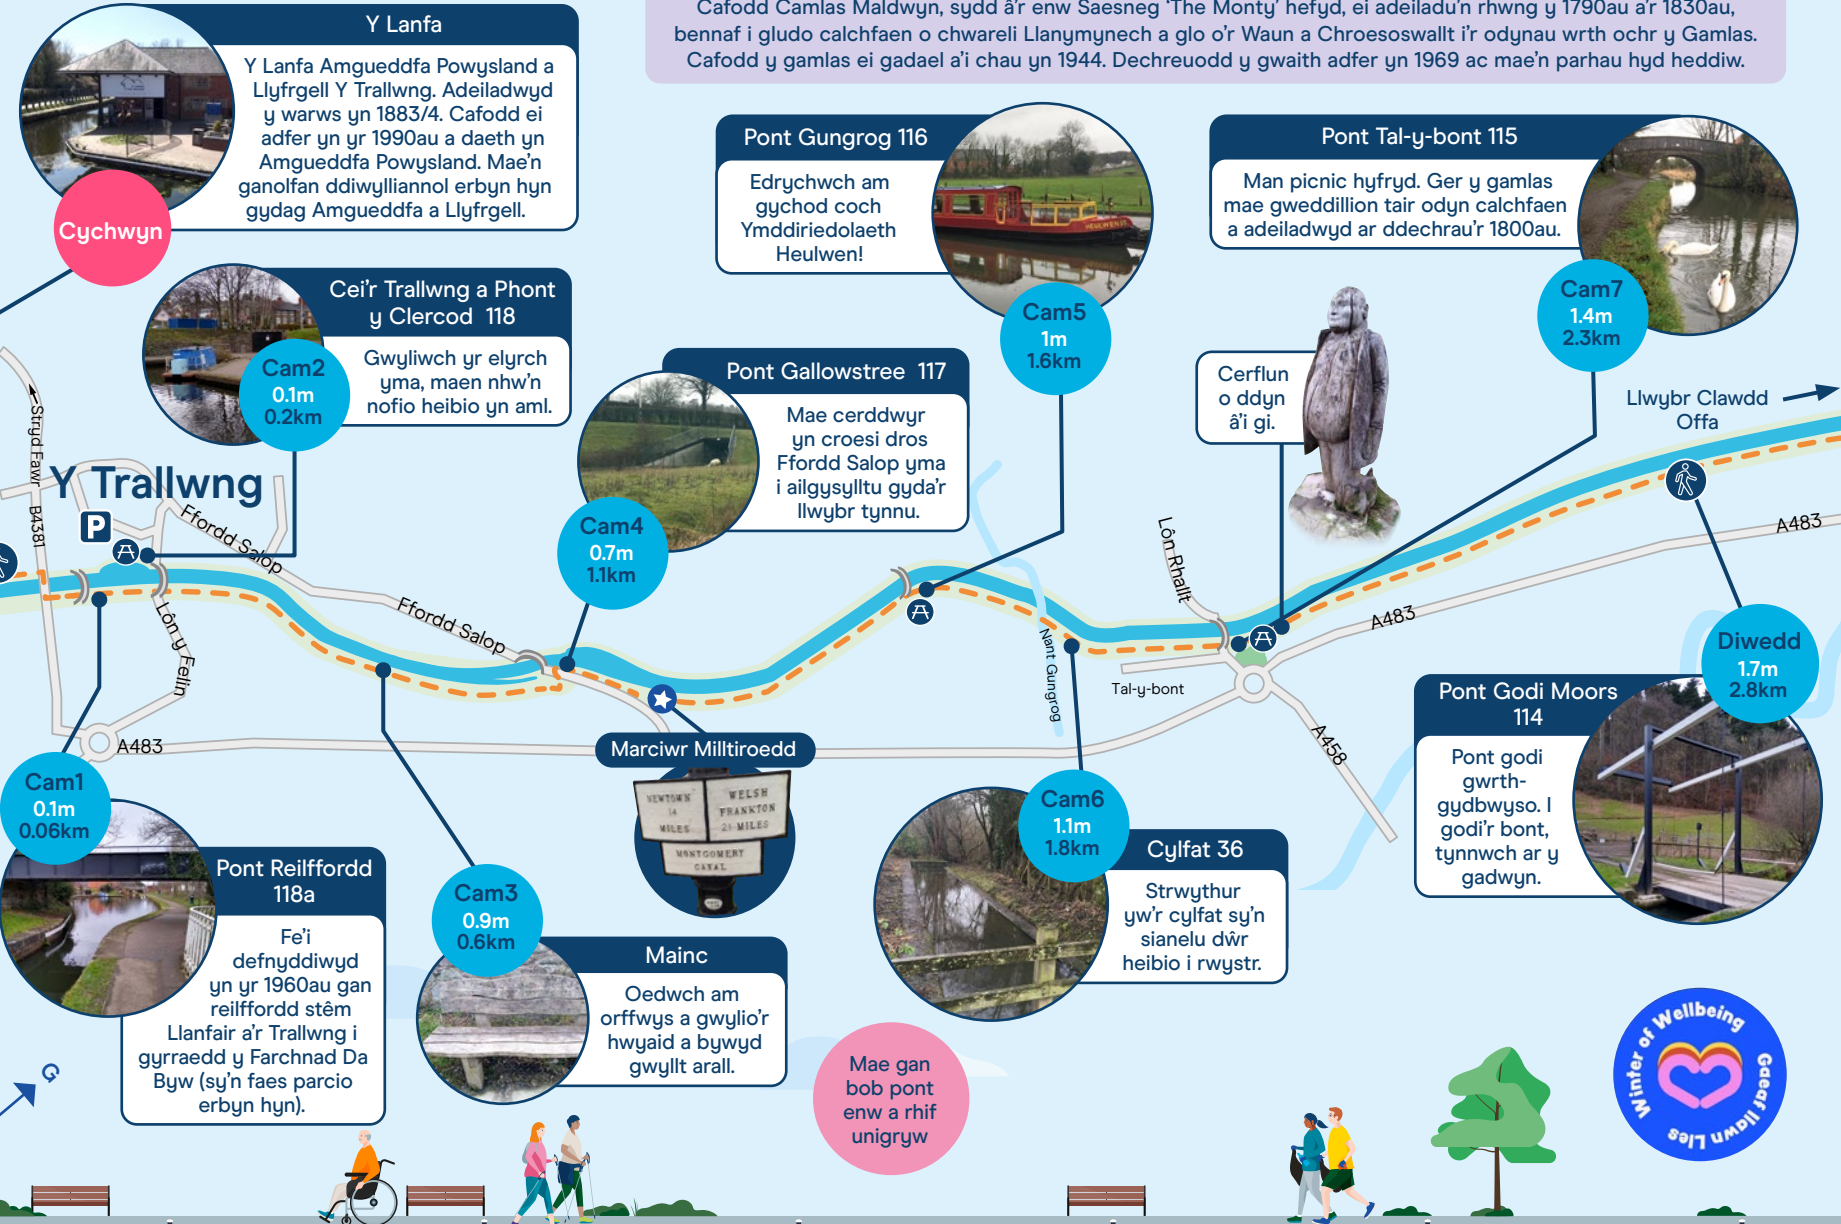 Cafodd Camlas Maldwyn, sydd â'r enw Saesneg 'The Monty' hefyd, ei adeiladu'n rhwng y 1790au a'r 1830au,
bennaf i gludo calchfaen o chwareli Llanymynech a glo o'r Waun a Chroesoswallt i'r odynau wrth ochr y Gamlas.
Cafodd y gamlas ei gadael a'i chau yn 1944. Dechreuodd y gwaith adfer yn 1969 ac mae'n parhau hyd heddiw.
Y Lanfa
Y Lanfa Amgueddfa Powysland a
Llyfrgell Y Trallwng. Adeiladwyd
y warws yn 1883/4. Cafodd ei
adfer yn yr 1990au a daeth yn
Amgueddfa Powysland. Mae'n
ganolfan ddiwylliannol erbyn hyn
gydag Amgueddfa a Llyfrgell.
Cychwyn
Cei'r Trallwng a Phont
y Clercod 118
Gwyliwch yr elyrch
yma, maen nhw'n
nofio heibio yn aml.
Cam2
0.1m
0.2km
Pont Gungrog 116
Edrychwch am
gychod coch
Ymddiriedolaeth
Heulwen!
HEULWEN
Cam5
1m
1.6km
Pont Tal-y-bont 115
Man picnic hyfryd. Ger y gamlas
mae gweddillion tair odyn calchfaen
a adeiladwyd ar ddechrau'r 1800au.
Cam7
1.4m
2.3km
Pont Gallowstree 117
Mae cerddwyr
yn croesi dros
Ffordd Salop yma
i ailgysylltu gyda'r
llwybr tynnu.
Cam4
0.7m
1.1km
Cerflun
o ddyn
â'i gi.
Llwybr Clawdd
Offa
Stryd Fawr
B4381
Y Trallwng
P
Ffordd Salop
Lôn y Felin
Ffordd Salop
A483
Nant Gungrog
Lôn Rhallt
Tal-y-bont
A483
A483
A458
Marciwr Milltiroedd
NEWTOWN
14
MILES
WELSH
FRANKTON
21 MILES
MONTGOMERY
CANAL
Cam1
0.1m
0.06km
Pont Reilffordd
118a
Fe'i
defnyddiwyd
yn yr 1960au gan
reilffordd stêm
Llanfair a'r Trallwng i
gyrraedd y Farchnad Da
Byw (sy'n faes parcio
erbyn hyn).
Cam3
0.9m
0.6km
Mainc
Oedwch am
orffwys a gwylio'r
hwyaid a bywyd
gwyllt arall.
Cam6
1.1m
1.8km
Cylfat 36
Strwythur
yw'r cylfat sy'n
sianelu dŵr
heibio i rwystr.
Diwedd
1.7m
2.8km
Pont Godi Moors
114
Pont godi
gwrth-
gydbwyso. I
godi'r bont,
tynnwch ar y
gadwyn.
Mae gan
bob pont
enw a rhif
unigryw
G
Winter of Wellbeing
Gaeaf llawn Lles